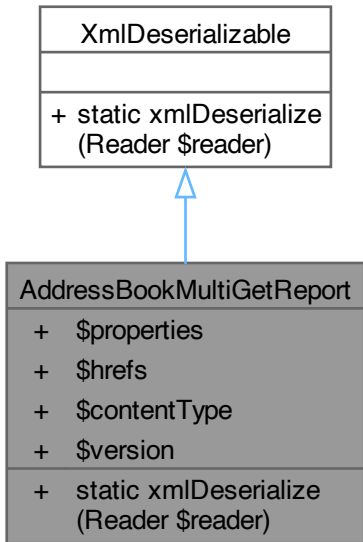 XmlDeserializable
+ static xmlDeserialize
(Reader $reader)
AddressBookMultiGetReport
+ $properties
+ $hrefs
+ $contentType
+ $version
+ static xmlDeserialize
(Reader $reader)